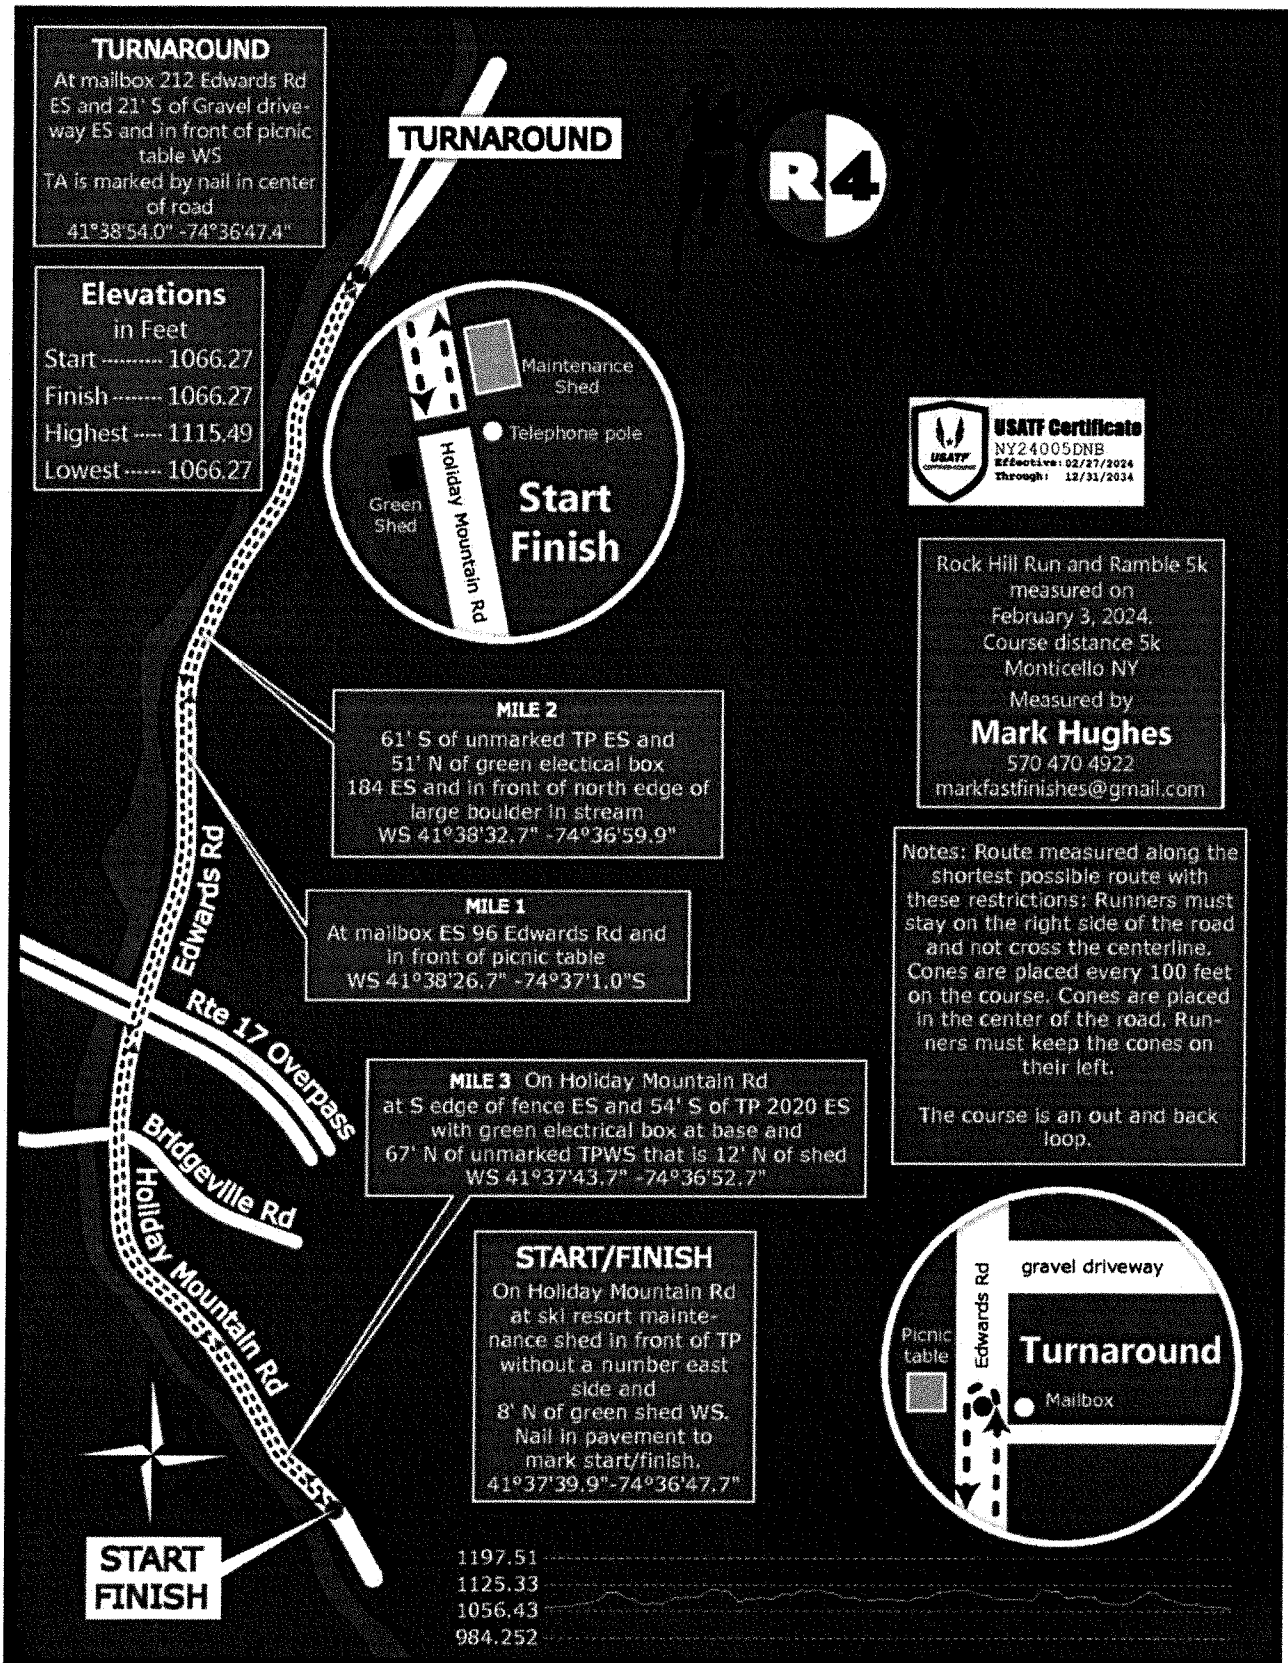 TURNAROUND
At mailbox 212 Edwards Rd
ES and 21' S of Gravel drive-
way ES and in front of picnic
table WS
TA is marked by nail in center
of road
41°38'54.0" -74°36'47.4"
TURNAROUND
R4
Elevations
in Feet
Start ---------- 1066.27
Finish -------- 1066.27
Highest ---- 1115.49
Lowest ------ 1066.27
Maintenance
Shed
Telephone pole
Green
Shed
Holiday Mountain Rd
Start
Finish
USATF
CERTIFIED COURSE
USATF Certificate
NY24005DNB
Effective: 02/27/2024
Through: 12/31/2034
Rock Hill Run and Ramble 5k
measured on
February 3, 2024.
Course distance 5k
Monticello NY
Measured by
Mark Hughes
570 470 4922
markfastfinishes@gmail.com
MILE 2
61' S of unmarked TP ES and
51' N of green electical box
184 ES and in front of north edge of
large boulder in stream
WS 41°38'32.7" -74°36'59.9"
MILE 1
At mailbox ES 96 Edwards Rd and
in front of picnic table
WS 41°38'26.7" -74°37'1.0"S
Notes: Route measured along the
shortest possible route with
these restrictions: Runners must
stay on the right side of the road
and not cross the centerline.
Cones are placed every 100 feet
on the course. Cones are placed
in the center of the road. Run-
ners must keep the cones on
their left.
The course is an out and back
loop.
Edwards Rd
Rte 17 Overpass
Bridgeville Rd
Holiday Mountain Rd
MILE 3 On Holiday Mountain Rd
at S edge of fence ES and 54' S of TP 2020 ES
with green electrical box at base and
67' N of unmarked TPWS that is 12' N of shed
WS 41°37'43.7" -74°36'52.7"
START/FINISH
On Holiday Mountain Rd
at ski resort mainte-
nance shed in front of TP
without a number east
side and
8' N of green shed WS.
Nail in pavement to
mark start/finish.
41°37'39.9"-74°36'47.7"
Edwards Rd
gravel driveway
Picnic
table
Turnaround
Mailbox
START
FINISH
1197.51
1125.33
1056.43
984.252